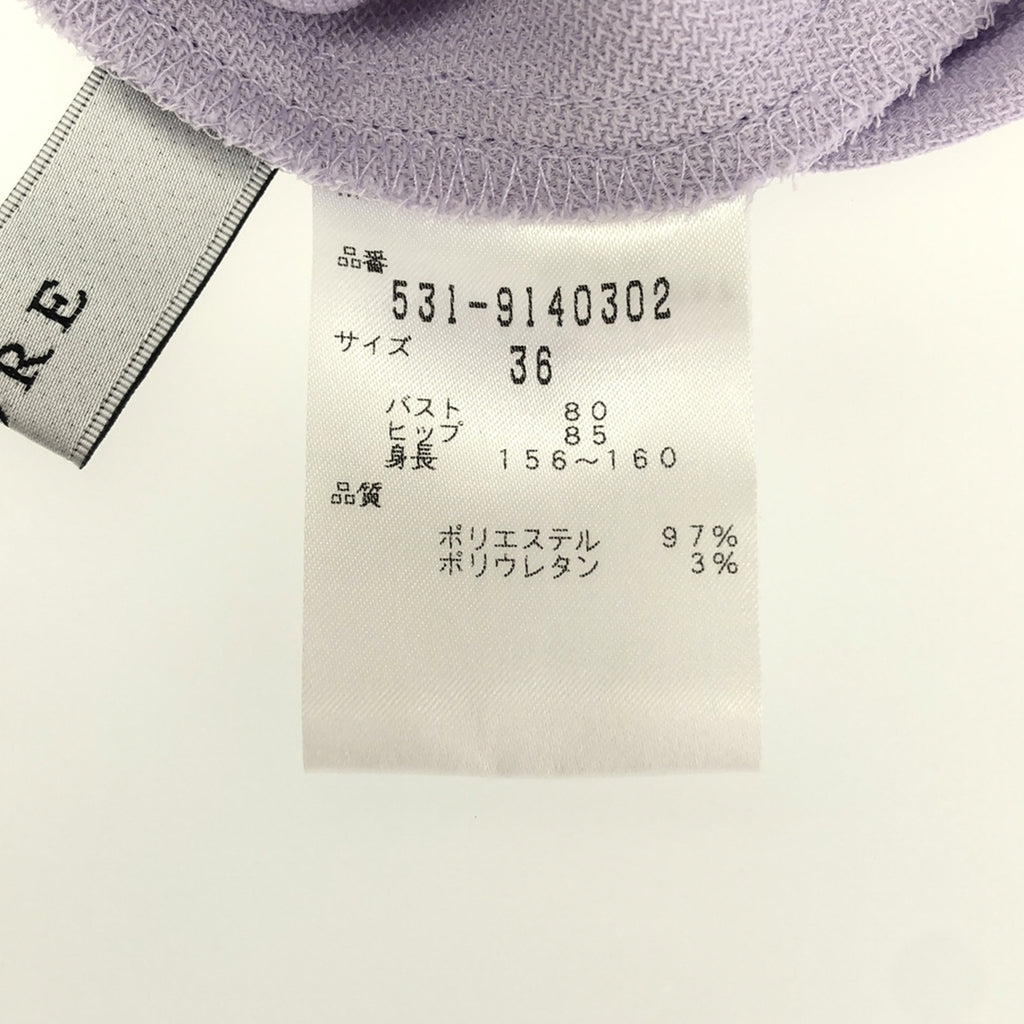 RE
品番
531-9140302
サイズ
36
バスト 80
ヒップ 85
身長 156~160
品質
ポリエステル 97%
ポリウレタン 3%